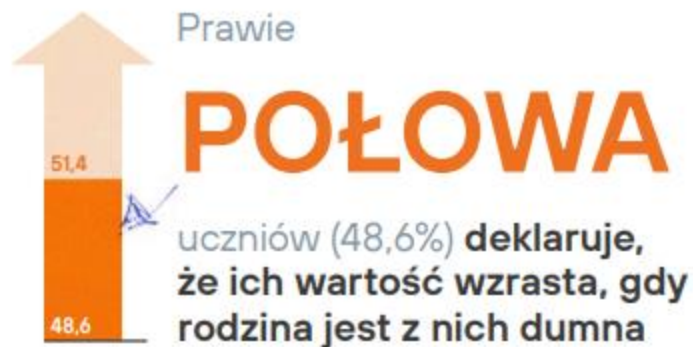 Prawie
51,4
POŁOWA
uczniów (48,6%) deklaruje,
że ich wartość wzrasta, gdy
48,6
rodzina jest z nich dumna